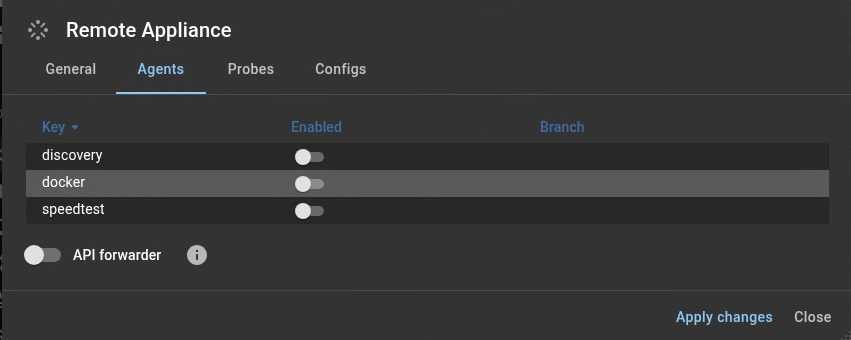 Remote Appliance
General Agents Probes Configs
Key Enabled Branch
discovery
docker
speedtest
API forwarder
Apply changes Close